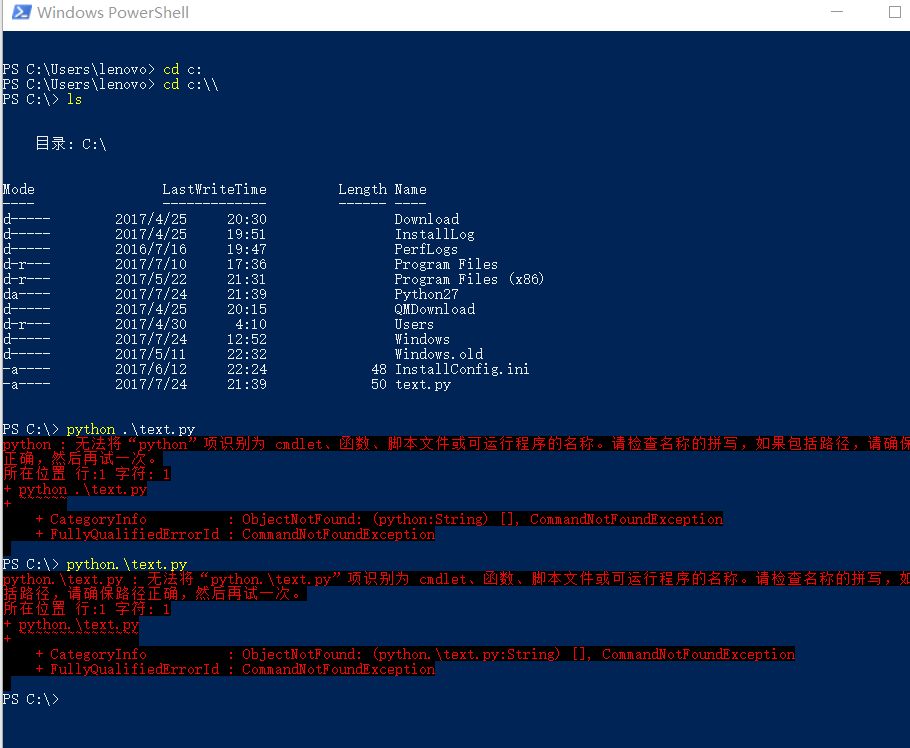 Windows PowerShell
PS C:\Users\lenovo> cd c:
PS C:\Users\lenovo> cd c:\\
PS C:\> ls
目录: C:\
Mode LastWriteTime Length Name
---- ------------- ------ ----
d----- 2017/4/25 20:30 Download
d----- 2017/4/25 19:51 InstallLog
d----- 2016/7/16 19:47 PerfLogs
d-r--- 2017/7/10 17:36 Program Files
d-r--- 2017/5/22 21:31 Program Files (x86)
da---- 2017/7/24 21:39 Python27
d----- 2017/4/25 20:15 QMDownload
d-r--- 2017/4/30 4:10 Users
d----- 2017/7/24 12:52 Windows
d----- 2017/5/11 22:32 Windows.old
-a---- 2017/6/12 22:24 48 InstallConfig.ini
-a---- 2017/7/24 21:39 50 text.py
PS C:\> python .\text.py
python : 无法将“python”项识别为 cmdlet、函数、脚本文件或可运行程序的名称。请检查名称的拼写，如果包括路径，请确保
正确，然后再试一次。
所在位置 行:1 字符: 1
+ python .\text.py
+ ~~~~~~
+ CategoryInfo : ObjectNotFound: (python:String) [], CommandNotFoundException
+ FullyQualifiedErrorId : CommandNotFoundException
PS C:\> python.\text.py
python.\text.py : 无法将“python.\text.py”项识别为 cmdlet、函数、脚本文件或可运行程序的名称。请检查名称的拼写，如
括路径，请确保路径正确，然后再试一次。
所在位置 行:1 字符: 1
+ python.\text.py
+ ~~~~~~~~~~~~~~~
+ CategoryInfo : ObjectNotFound: (python.\text.py:String) [], CommandNotFoundException
+ FullyQualifiedErrorId : CommandNotFoundException
PS C:\>